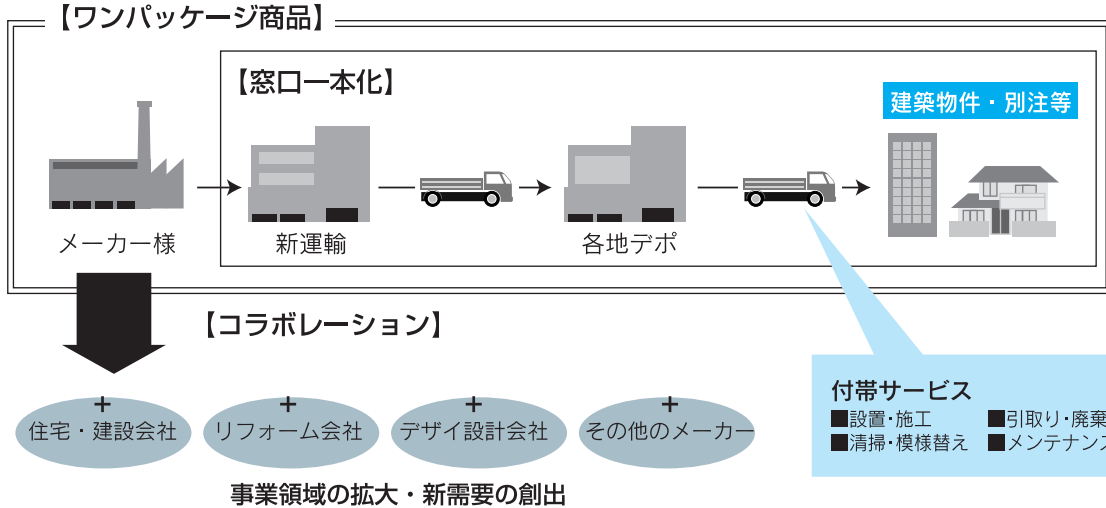 【ワンパッケージ商品】
【窓口一本化】
建築物件・別注等
メーカー様
新運輸
各地デポ
【コラボレーション】
付帯サービス
■設置・施工 ■引取り・廃棄
■清掃・模様替え ■メンテナンス
+ + + +
住宅・建設会社 リフォーム会社 デザイ設計会社 その他のメーカー
事業領域の拡大・新需要の創出